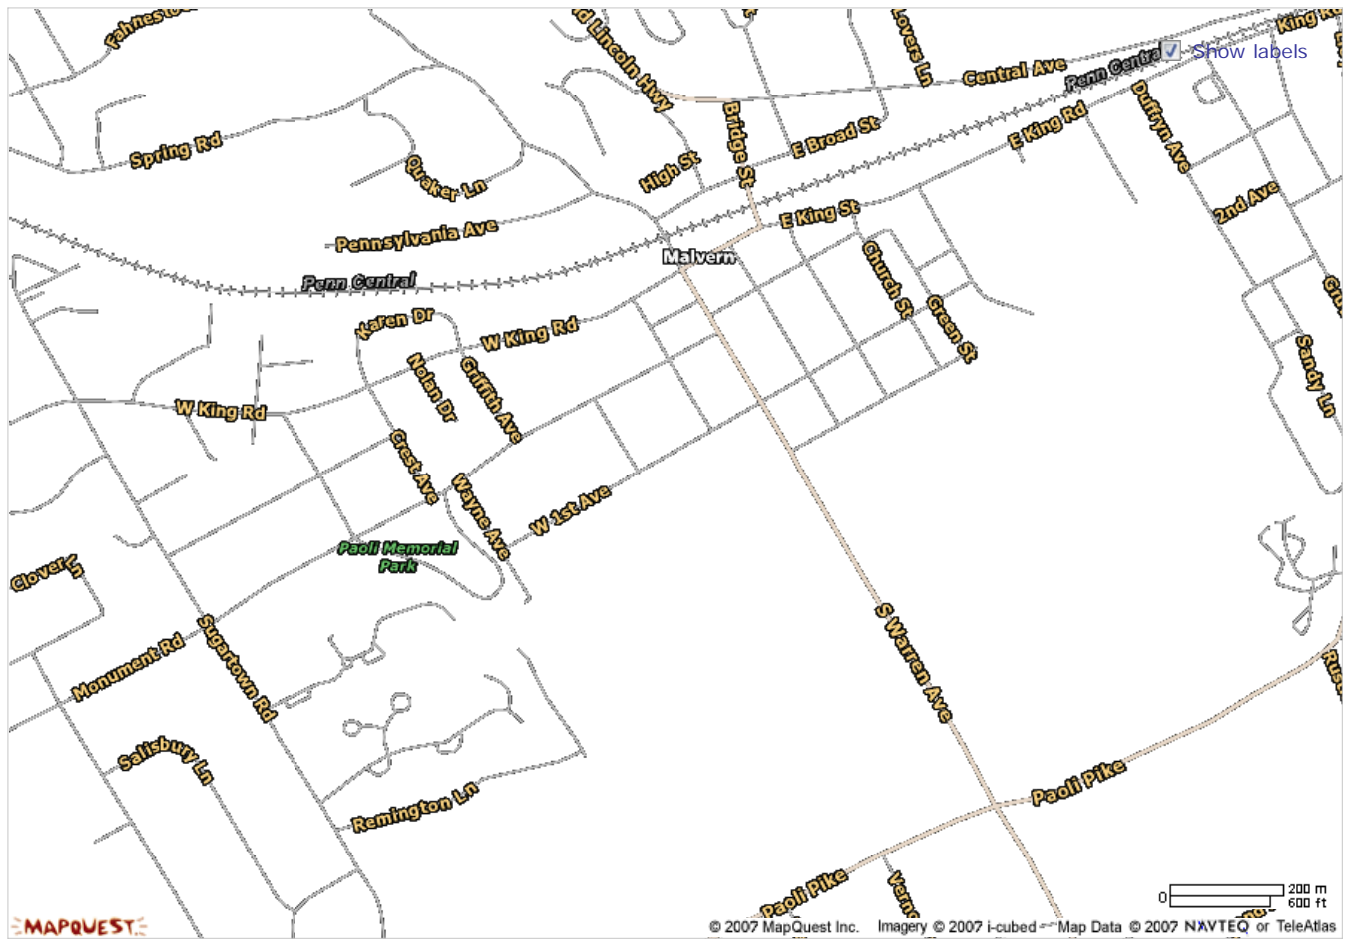 Fahnesto
d Lincoln Hwy
Lovers Ln
Central Ave
King Rd
Show labels
Penn Central
Spring Rd
Bridge St
E Broad St
E King Rd
Duffryn Ave
High St
Quaker Ln
2nd Ave
Pennsylvania Ave
E King St
Malvern
Penn Central
Church St
Green St
Karen Dr
W King Rd
Nolan Dr
Griffith Ave
Sandy Ln
W King Rd
Crest Ave
Wayne Ave
W 1st Ave
Paoli Memorial
Park
Clover Ln
Monument Rd
Sugartown Rd
S Warren Ave
Salisbury Ln
Remington Ln
Paoli Pike
Paoli Pike
0
200 m
600 ft
MAPQUEST.
© 2007 MapQuest Inc. Imagery © 2007 i-cubed Map Data © 2007 NAVTEQ or TeleAtlas